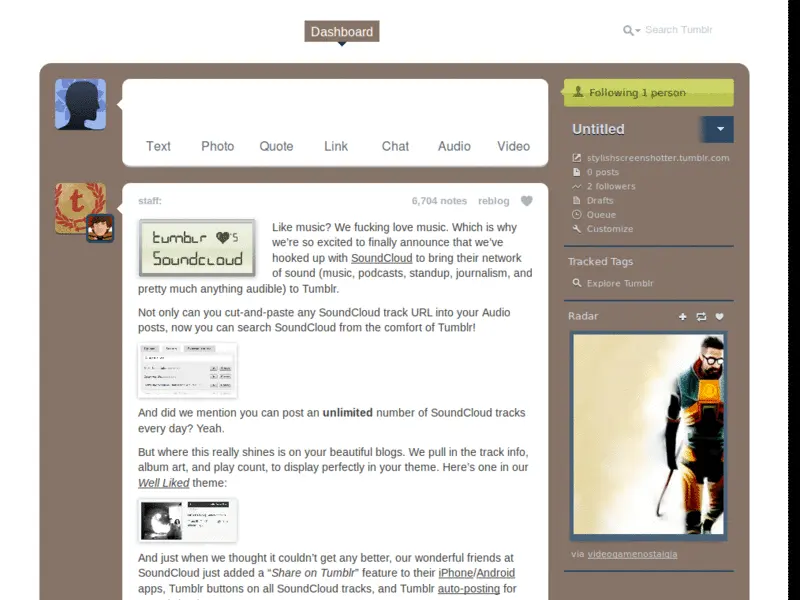 Dashboard
Search Tumblr
Text Photo Quote Link Chat Audio Video
staff:
6,704 notes reblog
tumblr ♥'s
Soundcloud
Like music? We fucking love music. Which is why
we're so excited to finally announce that we've
hooked up with SoundCloud to bring their network
of sound (music, podcasts, standup, journalism, and
pretty much anything audible) to Tumblr.
Not only can you cut-and-paste any SoundCloud track URL into your Audio
posts, now you can search SoundCloud from the comfort of Tumblr!
And did we mention you can post an unlimited number of SoundCloud tracks
every day? Yeah.
But where this really shines is on your beautiful blogs. We pull in the track info,
album art, and play count, to display perfectly in your theme. Here's one in our
Well Liked theme:
And just when we thought it couldn't get any better, our wonderful friends at
SoundCloud just added a “Share on Tumblr” feature to their iPhone/Android
apps, Tumblr buttons on all SoundCloud tracks, and Tumblr auto-posting for
Following 1 person
Untitled
stylishscreenshotter.tumblr.com
0 posts
2 followers
Drafts
Queue
Customize
Tracked Tags
Explore Tumblr
Radar
via videogamenostalgia